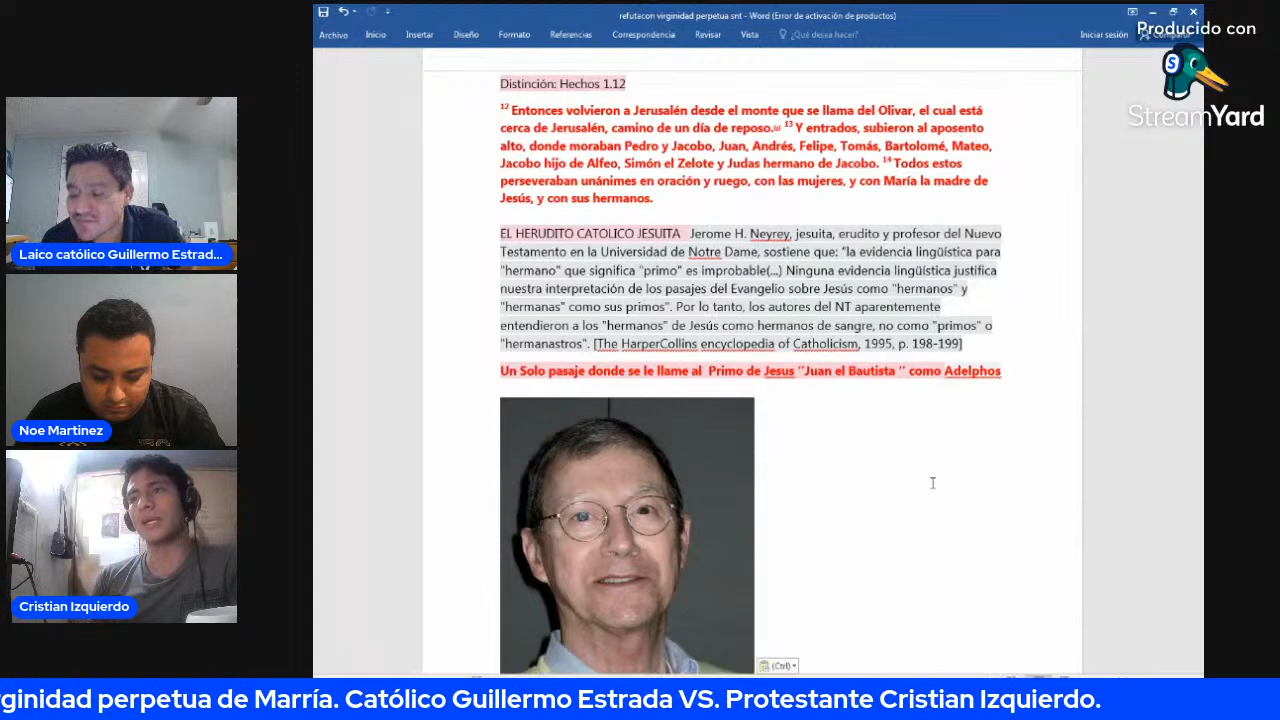 refutacon virginidad perpetua snt - Word (Error de activación de productos)
Archivo Inicio Insertar Diseño Formato Referencias Correspondencia Revisar Vista ¿Qué desea hacer? Iniciar sesión
Producido con
StreamYard
Distinción: Hechos 1.12
12 Entonces volvieron a Jerusalén desde el monte que se llama del Olivar, el cual está
cerca de Jerusalén, camino de un día de reposo. 13 Y entrados, subieron al aposento
alto, donde moraban Pedro y Jacobo, Juan, Andrés, Felipe, Tomás, Bartolomé, Mateo,
Jacobo hijo de Alfeo, Simón el Zelote y Judas hermano de Jacobo. 14 Todos estos
perseveraban unánimes en oración y ruego, con las mujeres, y con María la madre de
Jesús, y con sus hermanos.
EL HERUDITO CATOLICO JESUITA Jerome H. Neyrey, jesuita, erudito y profesor del Nuevo
Testamento en la Universidad de Notre Dame, sostiene que: “la evidencia lingüística para
"hermano" que significa "primo" es improbable(...) Ninguna evidencia lingüística justifica
nuestra interpretación de los pasajes del Evangelio sobre Jesús como "hermanos" y
"hermanas" como sus primos". Por lo tanto, los autores del NT aparentemente
entendieron a los "hermanos" de Jesús como hermanos de sangre, no como "primos" o
"hermanastros". [The HarperCollins encyclopedia of Catholicism, 1995, p. 198-199]
Un Solo pasaje donde se le llame al Primo de Jesus ‘’Juan el Bautista ‘’ como Adelphos
(Ctrl)
Laico católico Guillermo Estrad...
Noe Martinez
Cristian Izquierdo
rginidad perpetua de Marría. Católico Guillermo Estrada VS. Protestante Cristian Izquierdo.